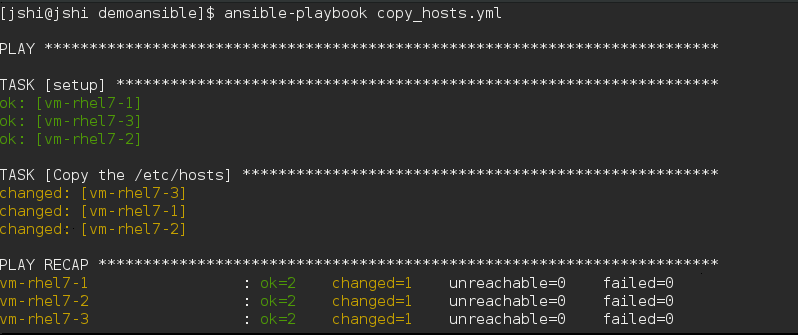 [jshi@jshi demoansible]$ ansible-playbook copy_hosts.yml
PLAY ***************************************************************************
TASK [setup] *******************************************************************
ok: [vm-rhel7-1]
ok: [vm-rhel7-3]
ok: [vm-rhel7-2]
TASK [Copy the /etc/hosts] *****************************************************
changed: [vm-rhel7-3]
changed: [vm-rhel7-1]
changed: [vm-rhel7-2]
PLAY RECAP *********************************************************************
vm-rhel7-1                 : ok=2    changed=1    unreachable=0    failed=0
vm-rhel7-2                 : ok=2    changed=1    unreachable=0    failed=0
vm-rhel7-3                 : ok=2    changed=1    unreachable=0    failed=0